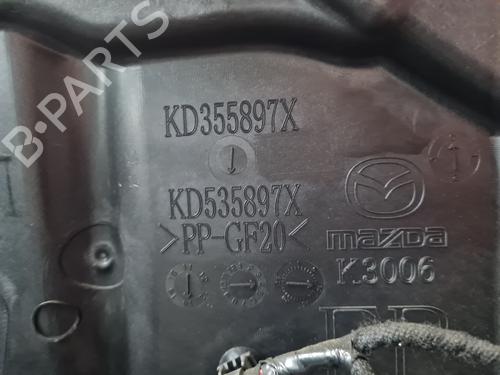 B-PARTS
KD355897X
KD535897X
>PP-GF20<
mazda
K3006